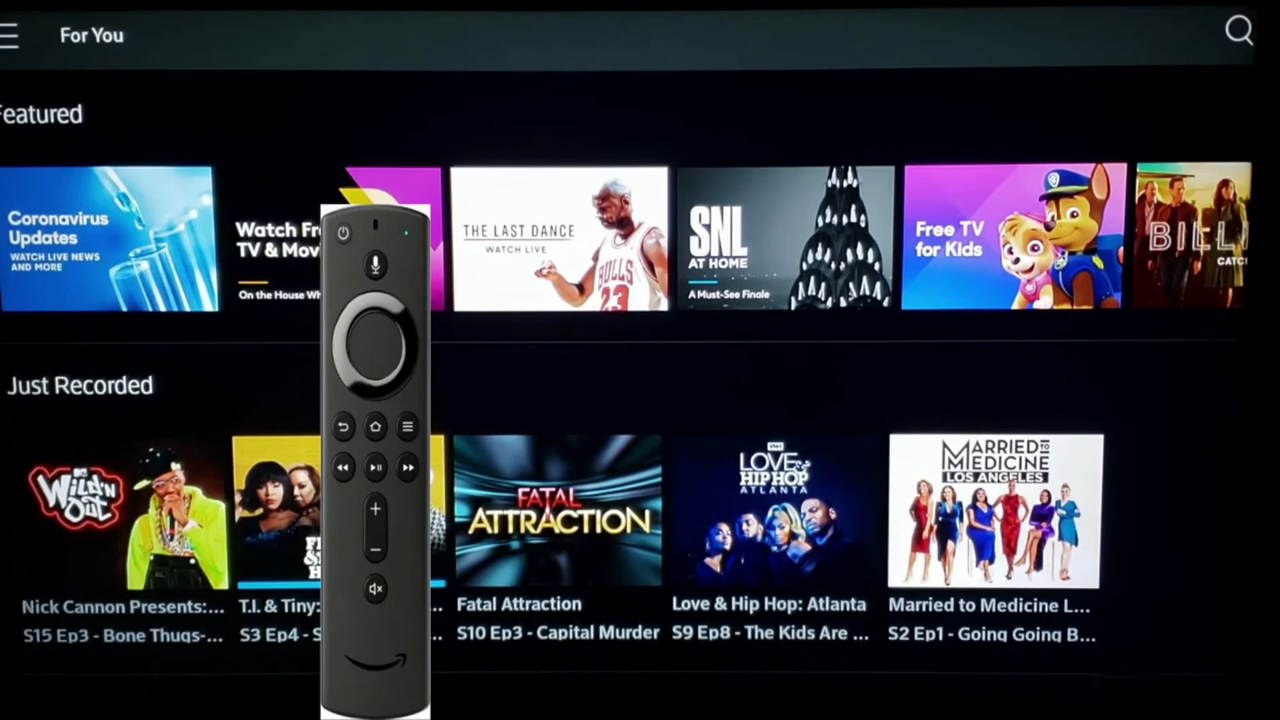 For You
Featured
Coronavirus
Updates
WATCH LIVE NEWS
AND MORE
Watch
TV & Mov
On the House
THE LAST DANCE
WATCH LIVE
BULLS
23
SNL
AT HOME
A Must-See Finale
Free TV
for Kids
BILLI
CATC
Just Recorded
MTV
Wild'N
Out
FATAL
ATTRACTION
VH1
LOVE &
HIP HOP
ATLANTA
MARRIED TO
MEDICINE
LOS ANGELES
Nick Cannon Presents:...
S15 Ep3 - Bone Thugs-...
T.I. & Tiny:
S3 Ep4 - S
Fatal Attraction
S10 Ep3 - Capital Murder
Love & Hip Hop: Atlanta
S9 Ep8 - The Kids Are ...
Married to Medicine L...
S2 Ep1 - Going Going B...